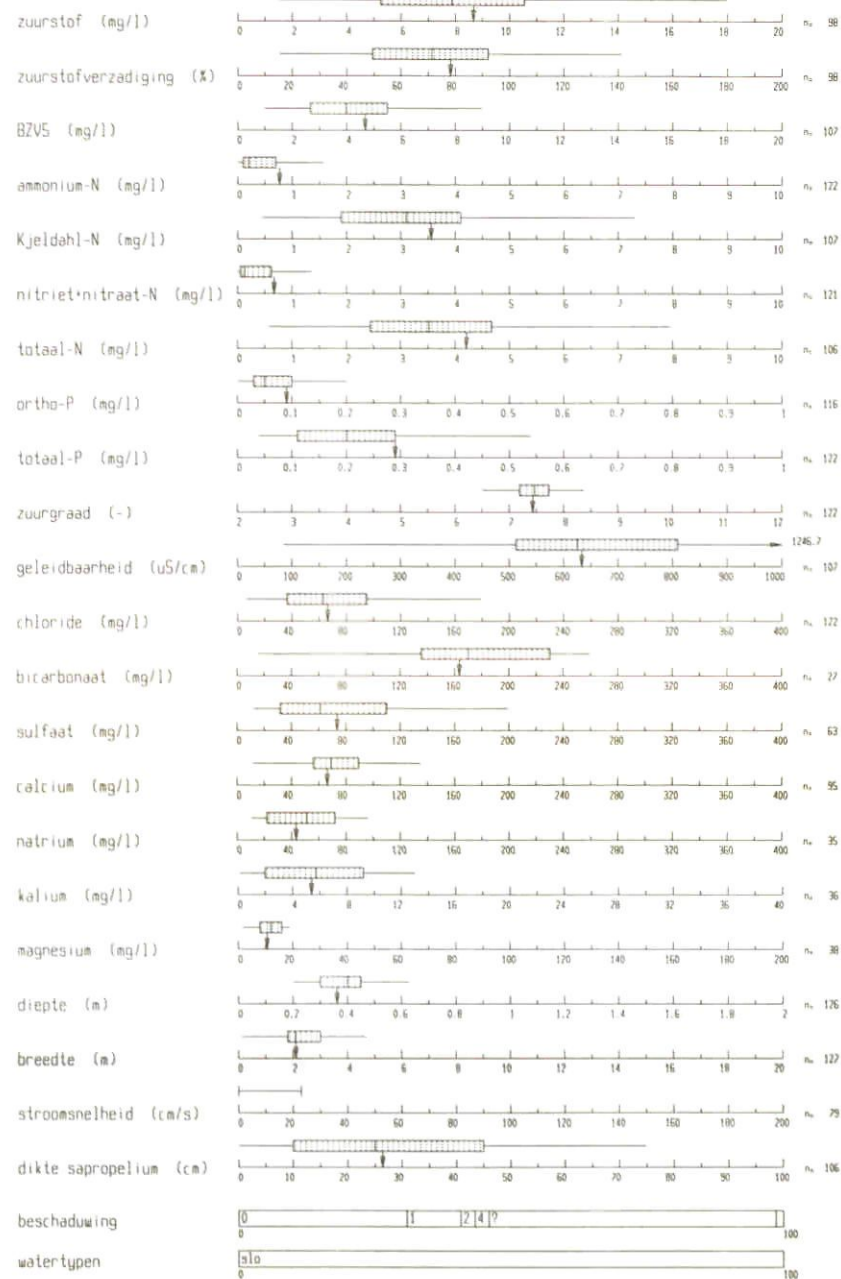 zuurstof (mg/l) 0 2 4 6 8 10 12 14 16 18 20 n= 98
zuurstofverzadiging (%) 0 20 40 60 80 100 120 140 160 180 200 n= 98
BZV5 (mg/l) 0 2 4 6 8 10 12 14 16 18 20 n= 107
ammonium-N (mg/l) 0 1 2 3 4 5 6 7 8 9 10 n= 122
Kjeldahl-N (mg/l) 0 1 2 3 4 5 6 7 8 9 10 n= 107
nitriet+nitraat-N (mg/l) 0 1 2 3 4 5 6 7 8 9 10 n= 121
totaal-N (mg/l) 0 1 2 3 4 5 6 7 8 9 10 n= 106
ortho-P (mg/l) 0 0.1 0.2 0.3 0.4 0.5 0.6 0.7 0.8 0.9 1 n= 116
totaal-P (mg/l) 0 0.1 0.2 0.3 0.4 0.5 0.6 0.7 0.8 0.9 1 n= 122
zuurgraad (-) 2 3 4 5 6 7 8 9 10 11 12 n= 122
1246.7
geleidbaarheid (uS/cm) 0 100 200 300 400 500 600 700 800 900 1000 n= 107
chloride (mg/l) 0 40 80 120 160 200 240 280 320 360 400 n= 122
bicarbonaat (mg/l) 0 40 80 120 160 200 240 280 320 360 400 n= 27
sulfaat (mg/l) 0 40 80 120 160 200 240 280 320 360 400 n= 63
calcium (mg/l) 0 40 80 120 160 200 240 280 320 360 400 n= 95
natrium (mg/l) 0 40 80 120 160 200 240 280 320 360 400 n= 35
kalium (mg/l) 0 4 8 12 16 20 24 28 32 36 40 n= 36
magnesium (mg/l) 0 20 40 60 80 100 120 140 160 180 200 n= 38
diepte (m) 0 0.2 0.4 0.6 0.8 1 1.2 1.4 1.6 1.8 2 n= 126
breedte (m) 0 2 4 6 8 10 12 14 16 18 20 n= 127
stroomsnelheid (cm/s) 0 20 40 60 80 100 120 140 160 180 200 n= 79
dikte sapropelium (cm) 0 10 20 30 40 50 60 70 80 90 100 n= 106
beschaduwing 0 1 2 4 ?
0 100
watertypen slo
0 100